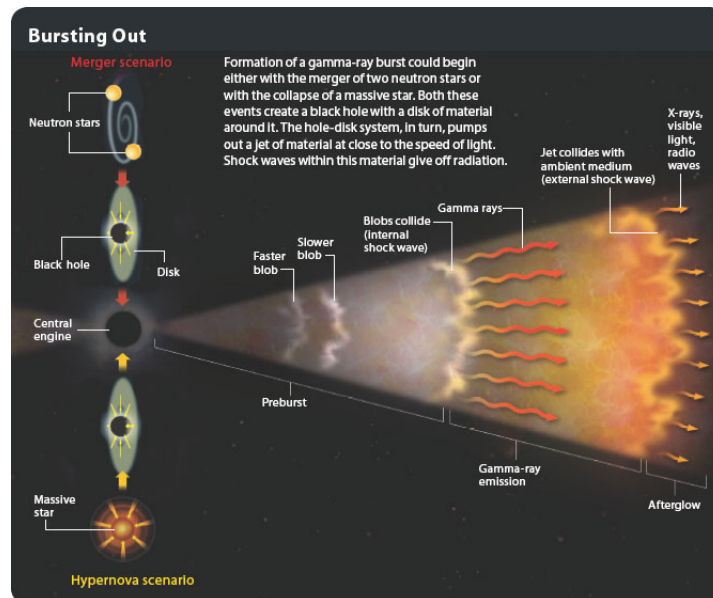 Bursting Out
Merger scenario
Formation of a gamma-ray burst could begin
either with the merger of two neutron stars or
with the collapse of a massive star. Both these
events create a black hole with a disk of material
around it. The hole-disk system, in turn, pumps
out a jet of material at close to the speed of light.
Shock waves within this material give off radiation.
Neutron stars
X-rays,
visible
light,
radio
waves
Jet collides with
ambient medium
(external shock wave)
Gamma rays
Blobs collide
(internal
shock wave)
Slower
blob
Faster
blob
Black hole
Disk
Central
engine
Preburst
Gamma-ray
emission
Afterglow
Massive
star
Hypernova scenario